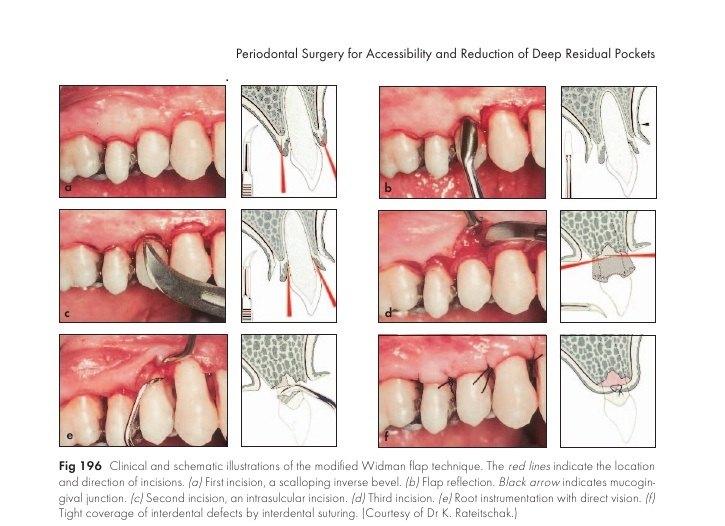 Periodontal Surgery for Accessibility and Reduction of Deep Residual Pockets
a
b
c
d
e
f
Fig 196 Clinical and schematic illustrations of the modified Widman flap technique. The red lines indicate the location
and direction of incisions. (a) First incision, a scalloping inverse bevel. (b) Flap reflection. Black arrow indicates mucogin-
gival junction. (c) Second incision, an intrasulcular incision. (d) Third incision. (e) Root instrumentation with direct vision. (f)
Tight coverage of interdental defects by interdental suturing. (Courtesy of Dr K. Rateitschak.)